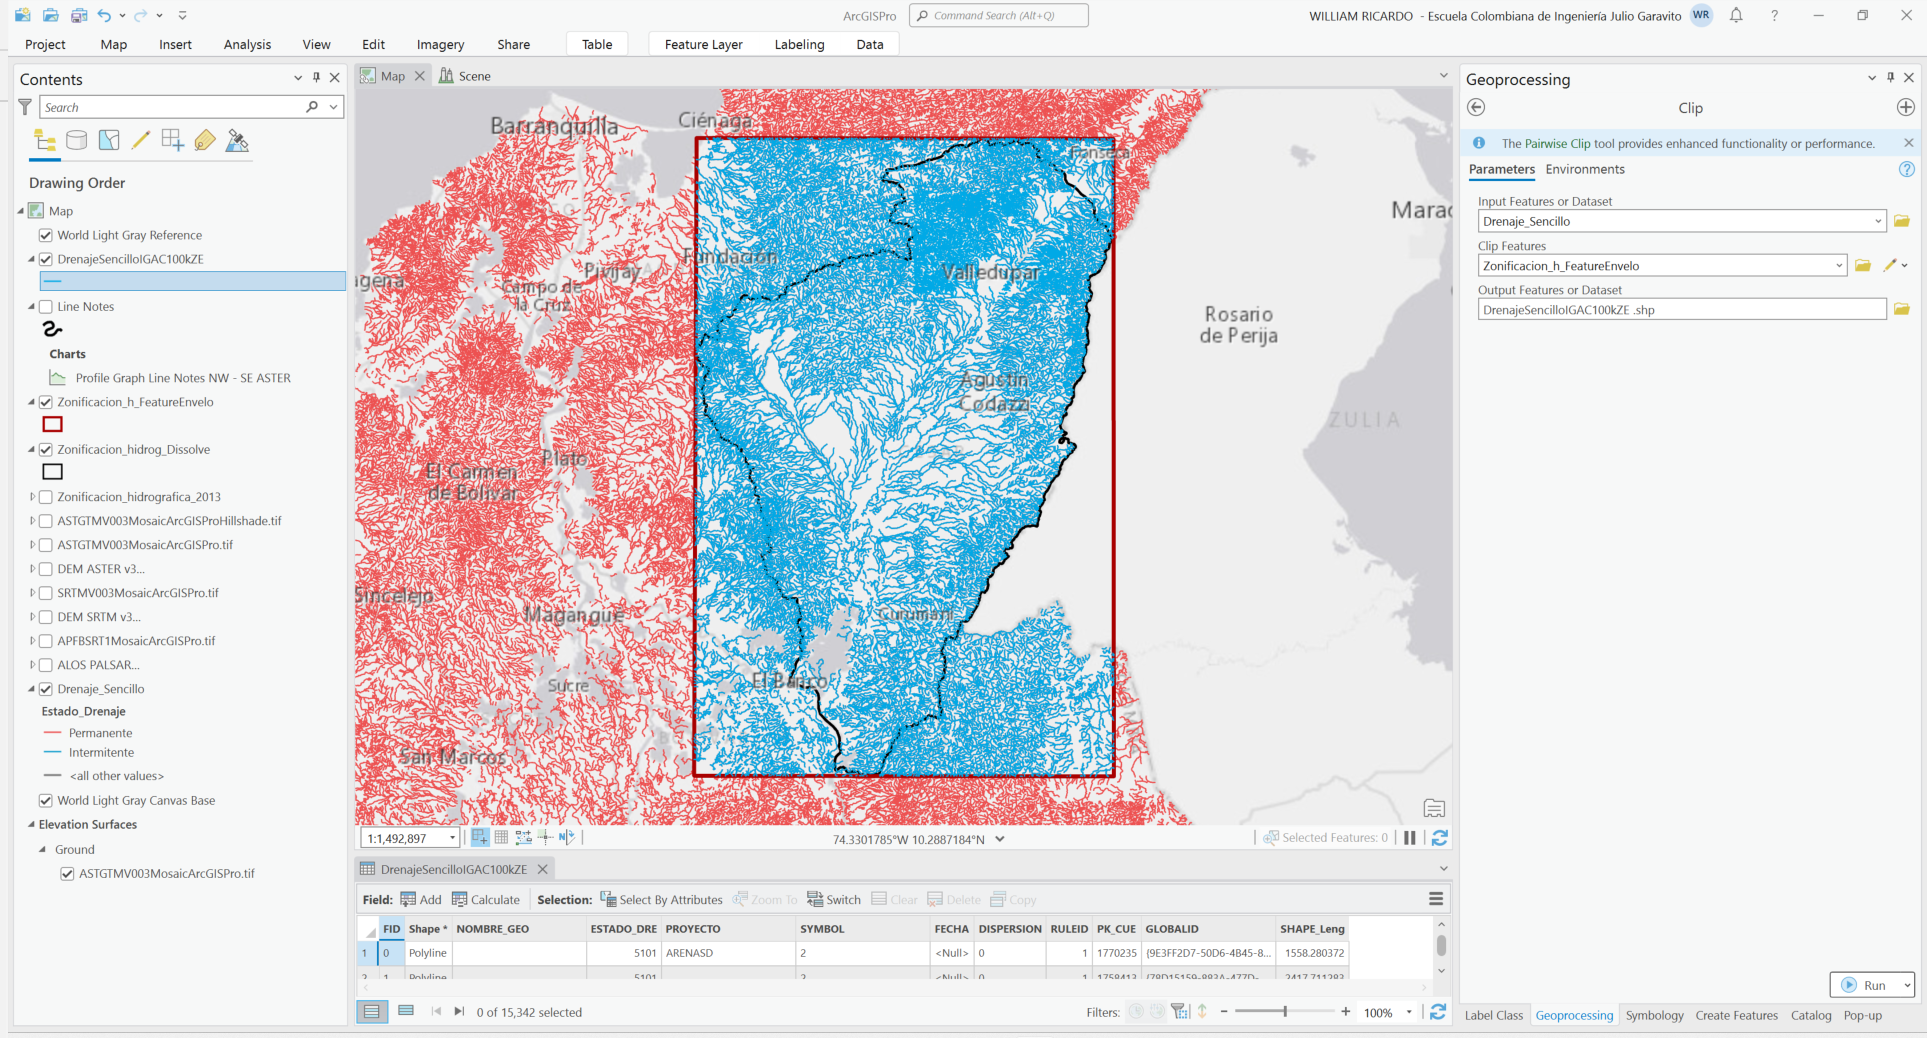 ArcGISPro
Command Search (Alt+Q)
WILLIAM RICARDO - Escuela Colombiana de Ingeniería Julio Garavito
WR
?
Project Map Insert Analysis View Edit Imagery Share Table Feature Layer Labeling Data
Contents
Search
Drawing Order
Map
World Light Gray Reference
DrenajeSencilloIGAC100kZE
Line Notes
Charts
Profile Graph Line Notes NW - SE ASTER
Zonificacion_h_FeatureEnvelo
Zonificacion_hidrog_Dissolve
Zonificacion_hidrografica_2013
ASTGTMV003MosaicArcGISProHillshade.tif
ASTGTMV003MosaicArcGISPro.tif
DEM ASTER v3...
SRTMV003MosaicArcGISPro.tif
DEM SRTM v3...
APFBSRT1MosaicArcGISPro.tif
ALOS PALSAR...
Drenaje_Sencillo
Estado_Drenaje
Permanente
Intermitente
<all other values>
World Light Gray Canvas Base
Elevation Surfaces
Ground
ASTGTMV003MosaicArcGISPro.tif
Map
Scene
Barranquilla
Ciénaga
Fonseca
Marac
Fundación
Pivijay
agena
Campo de
la Cruz
Valledupar
Rosario
de Perija
Agustín
Codazzi
ZULIA
Plato
El Carmen
de Bolívar
Sincelejo
Magangué
Curumaní
Sucre
El Banco
San Marcos
1:1,492,897
74.3301785°W 10.2887184°N
Selected Features: 0
DrenajeSencilloIGAC100kZE
Field: Add Calculate Selection: Select By Attributes Zoom To Switch Clear Delete Copy
FID Shape * NOMBRE_GEO ESTADO_DRE PROYECTO SYMBOL FECHA DISPERSION RULEID PK_CUE GLOBALID SHAPE_Leng
1 0 Polyline 5101 ARENASD 2 <Null> 0 1 1770235 {9E3FF2D7-50D6-4B45-8... 1558.280372
2 1 Polyline 5101 2 <Null> 0 1 1758413 {78D15159-883A-477D-... 2417.711283
0 of 15,342 selected
Filters:
100%
Geoprocessing
Clip
The Pairwise Clip tool provides enhanced functionality or performance.
Parameters Environments
?
Input Features or Dataset
Drenaje_Sencillo
Clip Features
Zonificacion_h_FeatureEnvelo
Output Features or Dataset
DrenajeSencilloIGAC100kZE .shp
Run
Label Class Geoprocessing Symbology Create Features Catalog Pop-up